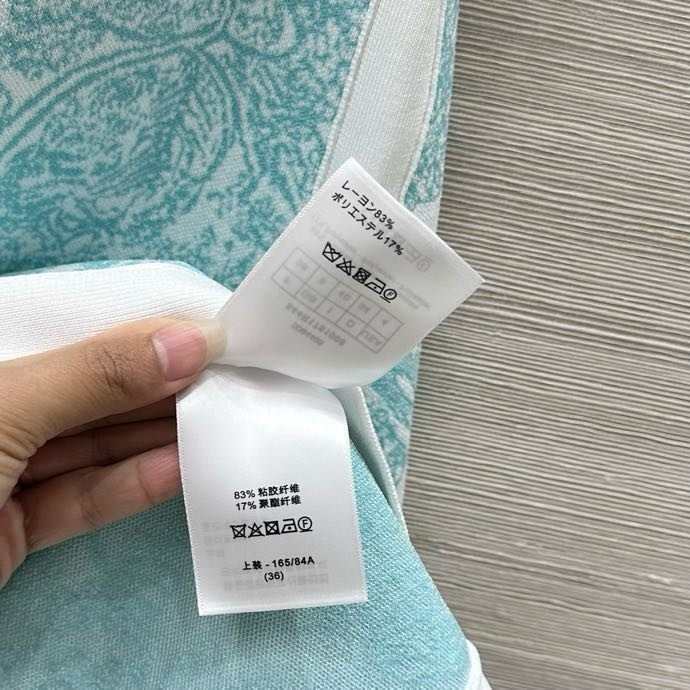 レーヨン83%
ポリエステル17%
83% 粘胶纤维
17% 聚酯纤维
上装 - 165/84A
(36)